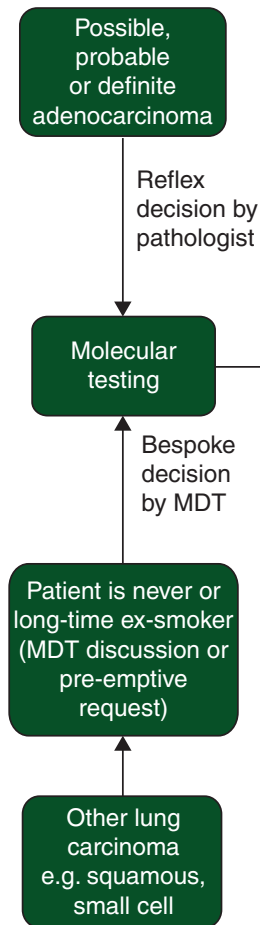 Possible,
probable
or definite
adenocarcinoma
Reflex
decision by
pathologist
Molecular
testing
Bespoke
decision
by MDT
Patient is never or
long-time ex-smoker
(MDT discussion or
pre-emptive
request)
Other lung
carcinoma
e.g. squamous,
small cell